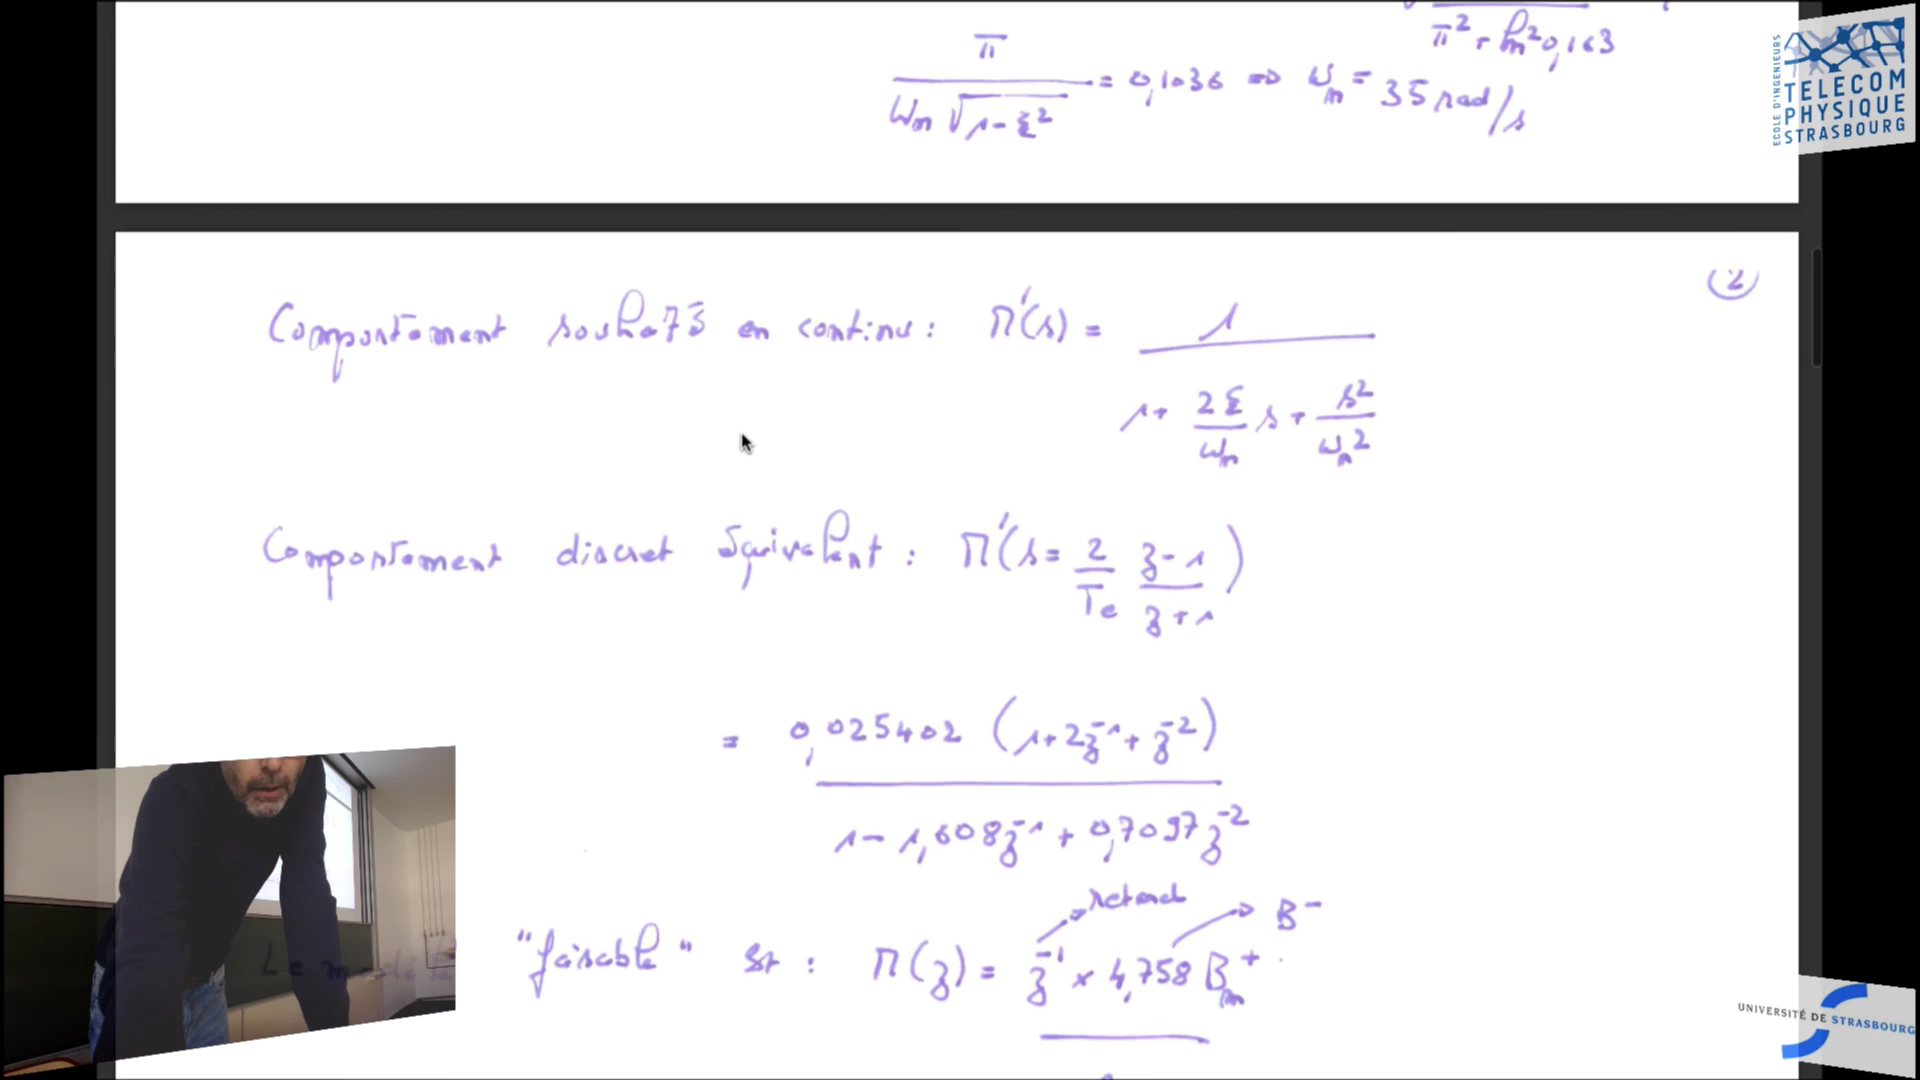 π² + ln² 0,163
π / (ωn √(1-ξ²)) = 0,1036 => ωn = 35 rad/s
ECOLE D'INGENIEURS
TELECOM
PHYSIQUE
STRASBOURG
②
Comportement souhaité en continu : M'(s) = 1 / (1 + 2ξ/ωn s + s²/ωn²)
Comportement discret équivalent : M'(s = 2/Te (z-1)/(z+1))
= 0,025402 (1 + 2z⁻¹ + z⁻²) / (1 - 1,608z⁻¹ + 0,7097z⁻²)
retard
B⁻
Le modèle "faisable" est : M(z) = z⁻¹ × 4,758 Bm⁺
UNIVERSITÉ DE STRASBOURG